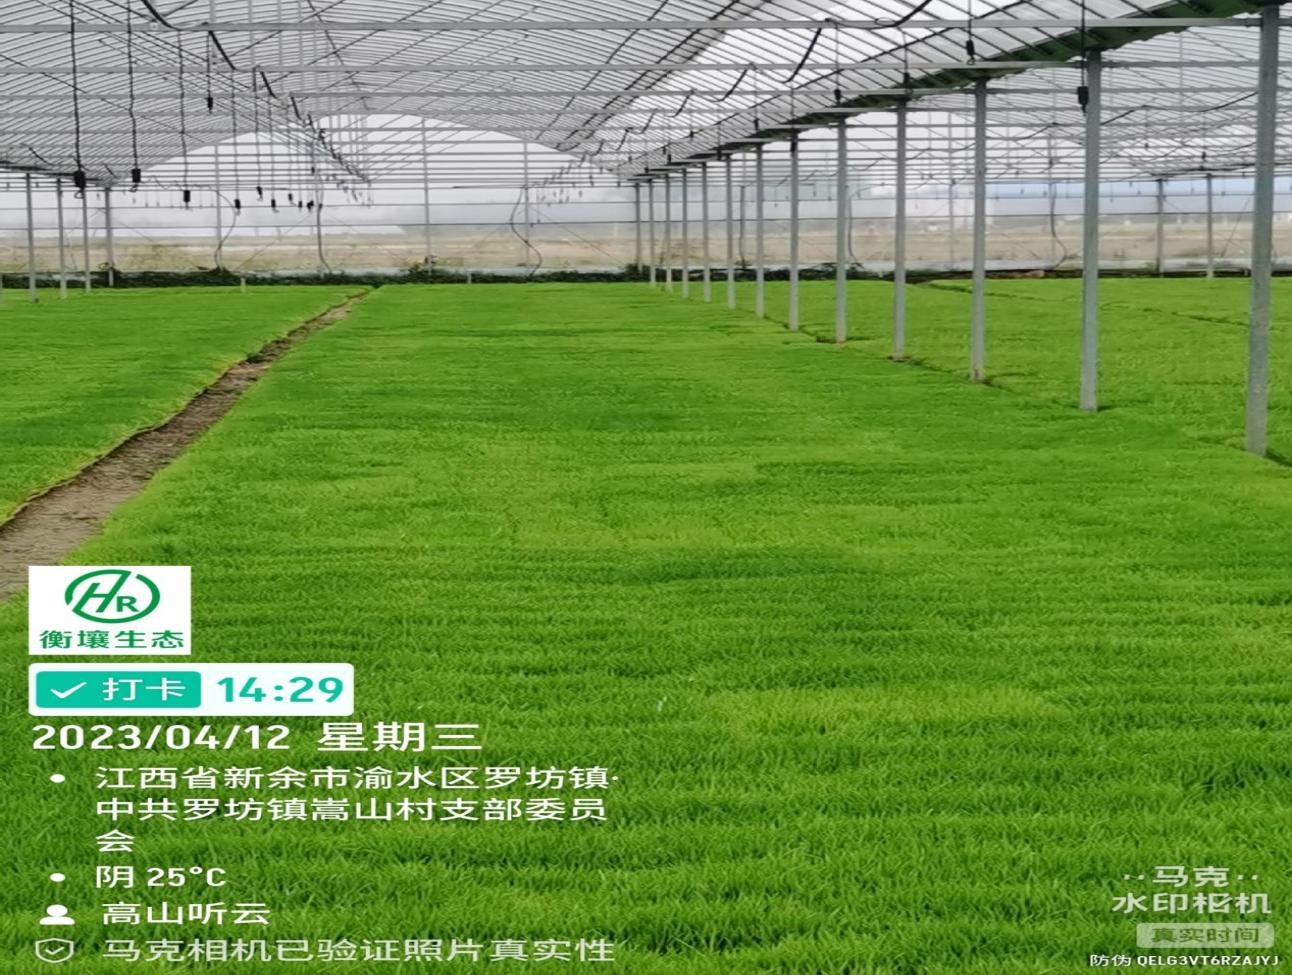 HR
衡壤生态
打卡 14:29
2023/04/12 星期三
江西省新余市渝水区罗坊镇·
中共罗坊镇嵩山村支部委员
会
阴 25°C
高山听云
马克相机已验证照片真实性
马克
水印相机
真实时间
防伪 QELG3VT6RZAJYJ